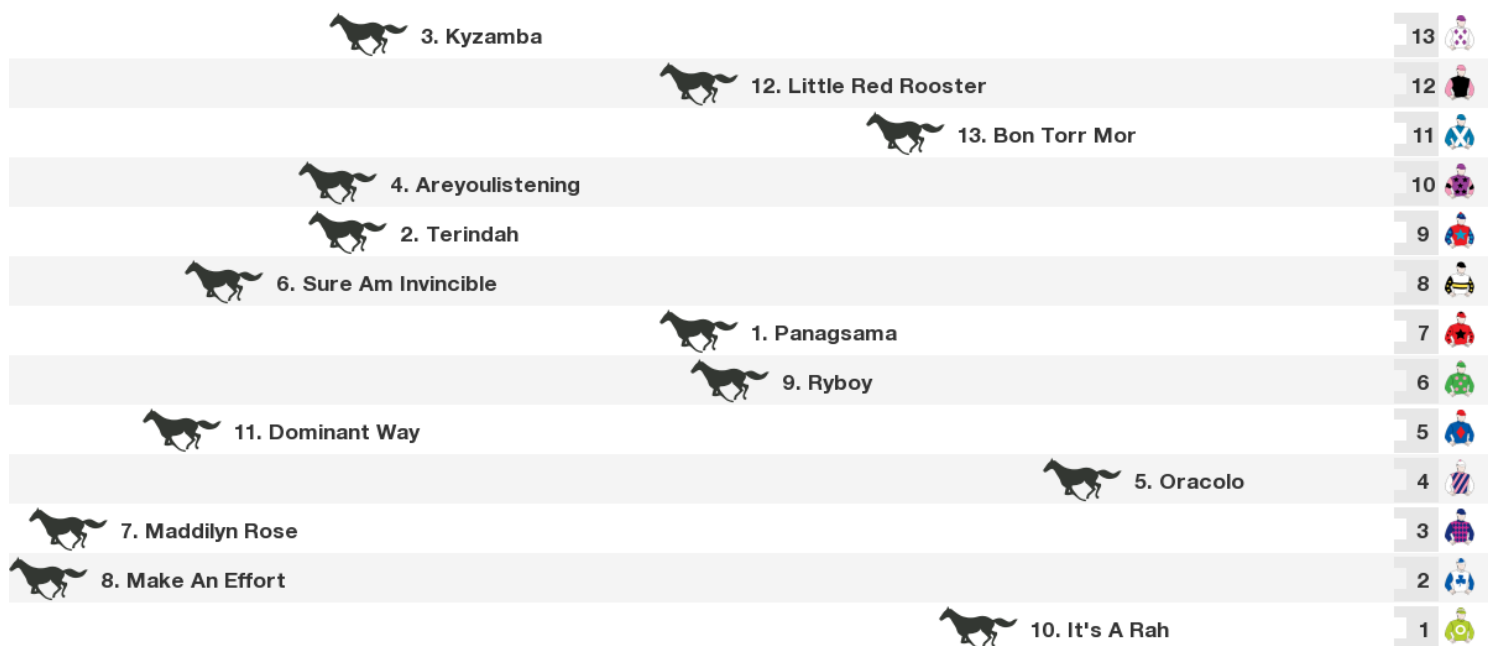 3. Kyzamba 13
12. Little Red Rooster 12
13. Bon Torr Mor 11
4. Areyoulistening 10
2. Terindah 9
6. Sure Am Invincible 8
1. Panagsama 7
9. Ryboy 6
11. Dominant Way 5
5. Oracolo 4
7. Maddilyn Rose 3
8. Make An Effort 2
10. It's A Rah 1